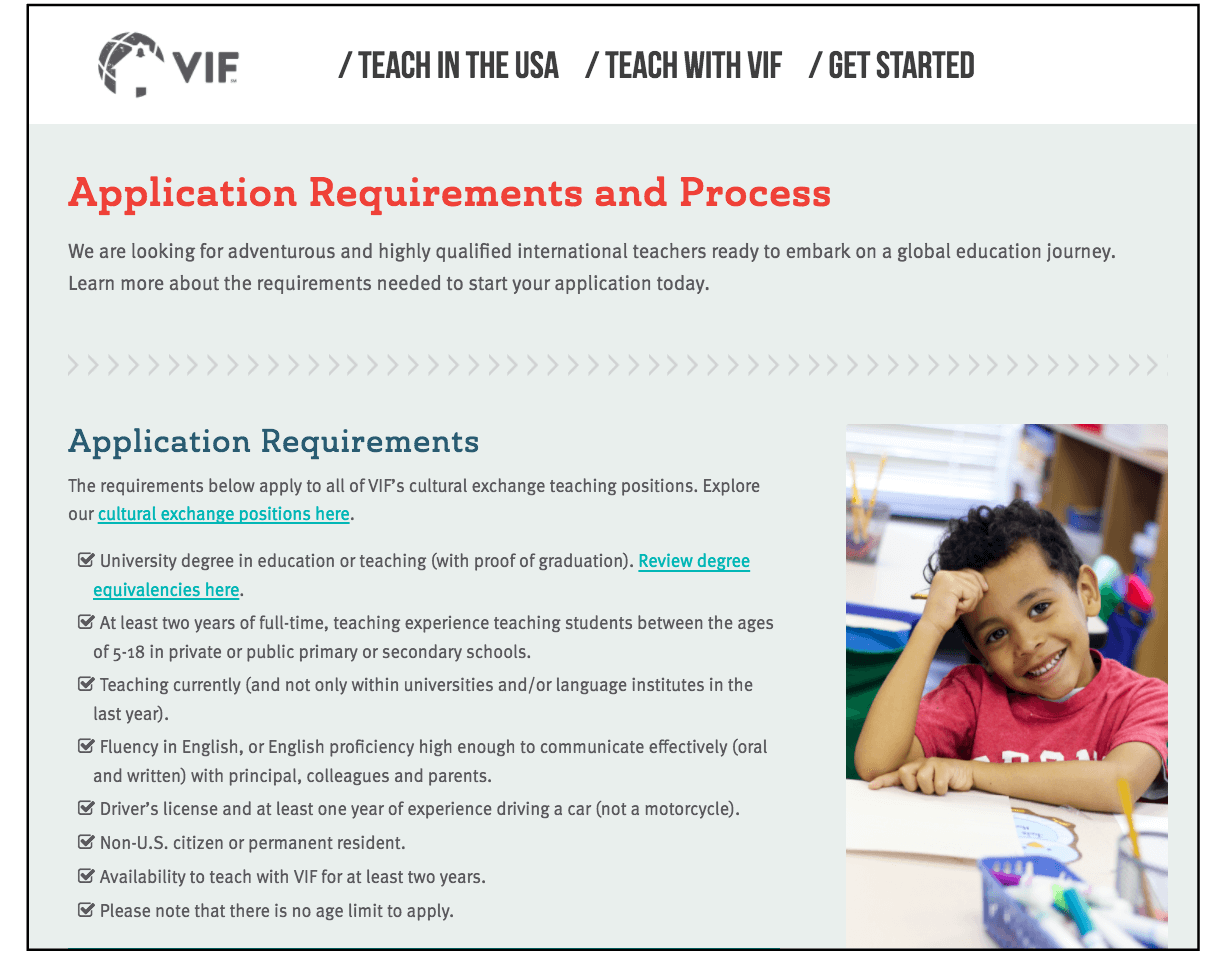 VIF
/ TEACH IN THE USA / TEACH WITH VIF / GET STARTED
Application Requirements and Process
We are looking for adventurous and highly qualified international teachers ready to embark on a global education journey.
Learn more about the requirements needed to start your application today.
Application Requirements
The requirements below apply to all of VIF's cultural exchange teaching positions. Explore
our cultural exchange positions here.
University degree in education or teaching (with proof of graduation). Review degree
equivalencies here.
At least two years of full-time, teaching experience teaching students between the ages
of 5-18 in private or public primary or secondary schools.
Teaching currently (and not only within universities and/or language institutes in the
last year).
Fluency in English, or English proficiency high enough to communicate effectively (oral
and written) with principal, colleagues and parents.
Driver's license and at least one year of experience driving a car (not a motorcycle).
Non-U.S. citizen or permanent resident.
Availability to teach with VIF for at least two years.
Please note that there is no age limit to apply.